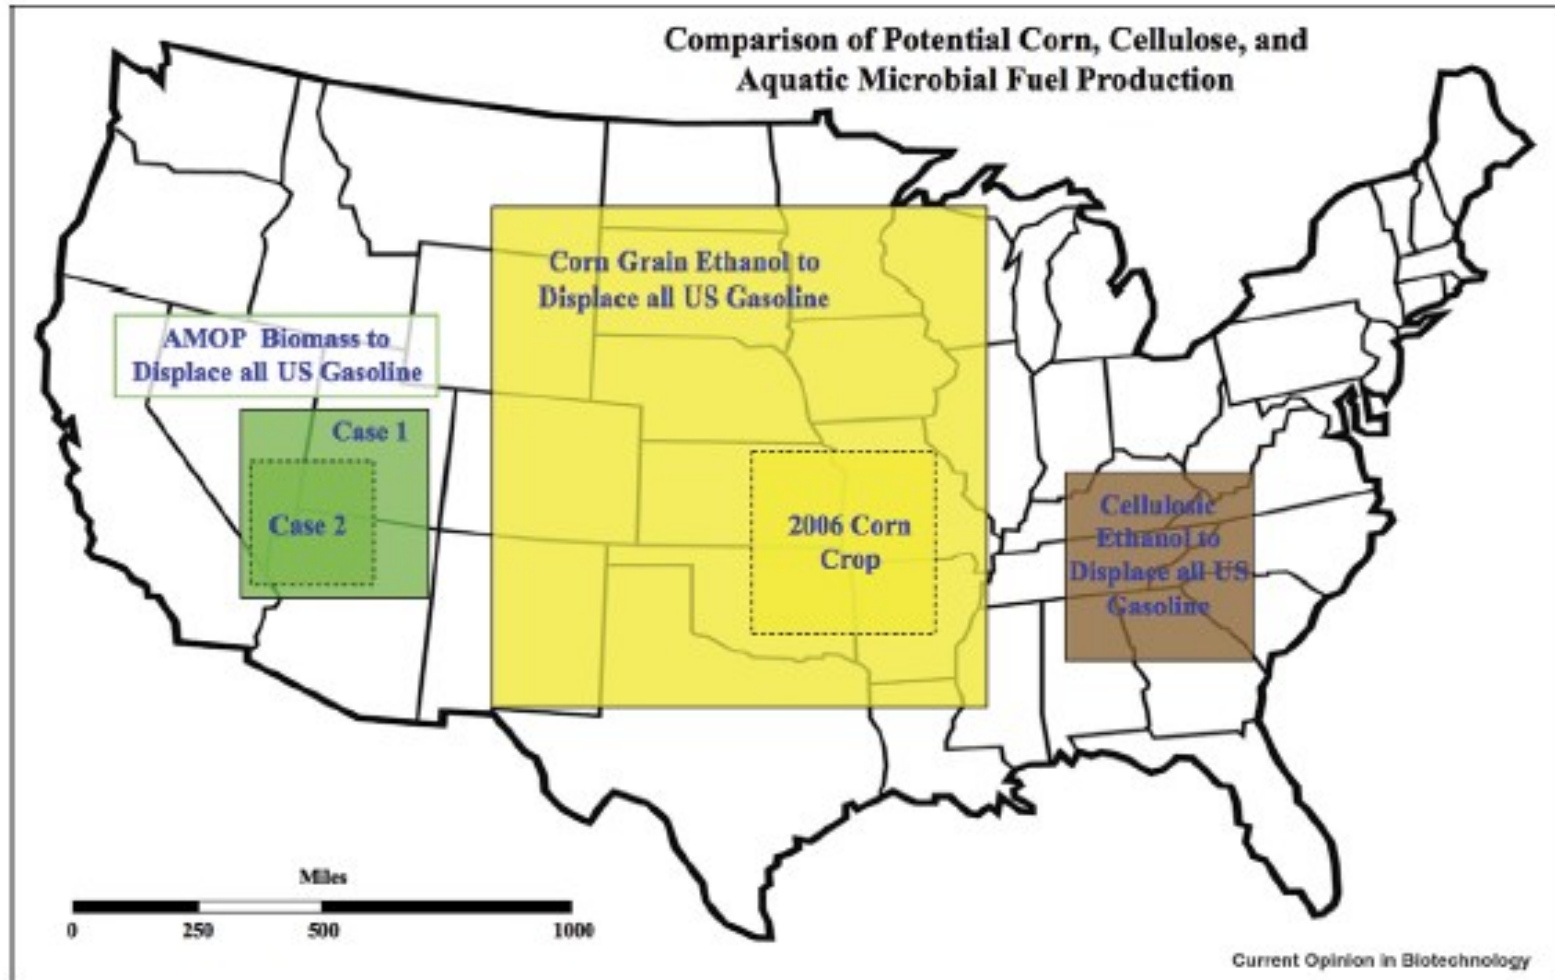 Comparison of Potential Corn, Cellulose, and
Aquatic Microbial Fuel Production
Corn Grain Ethanol to
Displace all US Gasoline
AMOP Biomass to
Displace all US Gasoline
Case 1
Case 2
2006 Corn
Crop
Cellulosic
Ethanol to
Displace all US
Gasoline
Miles
0 250 500 1000
Current Opinion in Biotechnology